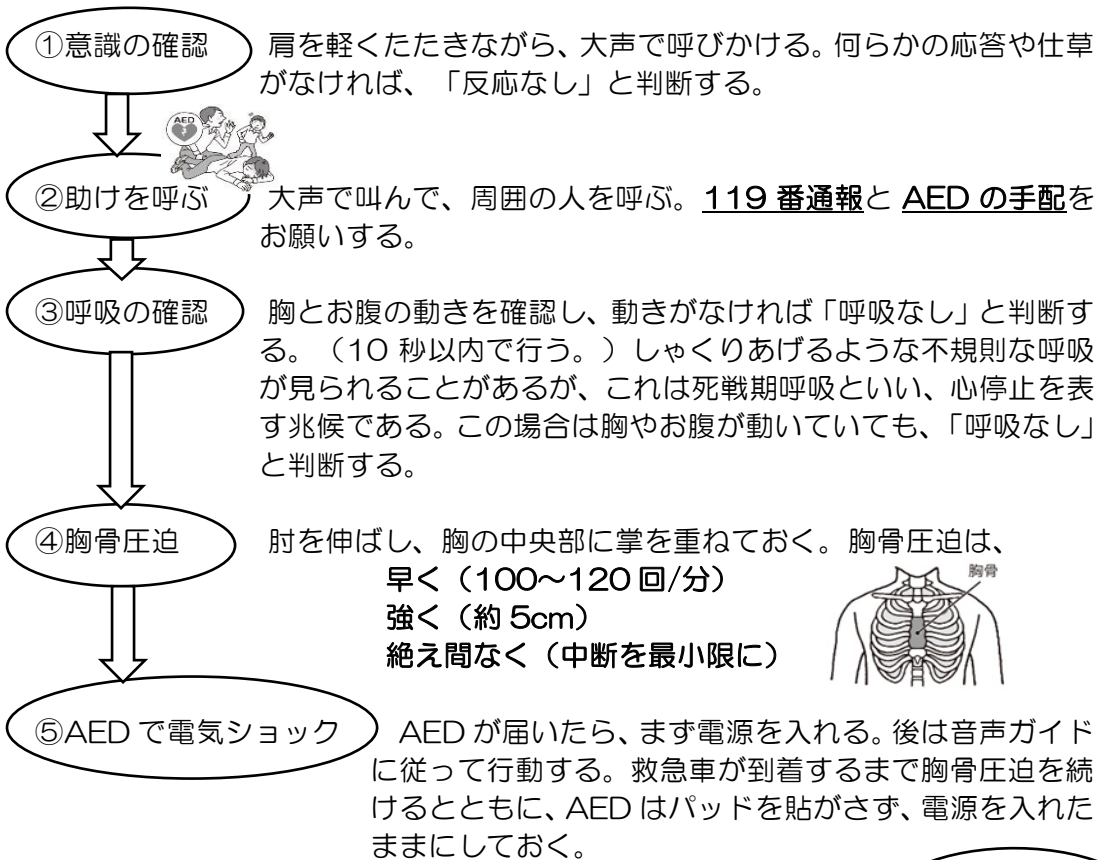 ①意識の確認 肩を軽くたたきながら、大声で呼びかける。何らかの応答や仕草
がなければ、「反応なし」と判断する。
AED
②助けを呼ぶ 大声で叫んで、周囲の人を呼ぶ。119番通報と AED の手配を
お願いする。
③呼吸の確認 胸とお腹の動きを確認し、動きがなければ「呼吸なし」と判断す
る。（10 秒以内で行う。）しゃくりあげるような不規則な呼吸
が見られることがあるが、これは死戦期呼吸といい、心停止を表
す兆候である。この場合は胸やお腹が動いていても、「呼吸なし」
と判断する。
④胸骨圧迫 肘を伸ばし、胸の中央部に掌を重ねておく。胸骨圧迫は、
早く（100～120 回/分）
胸骨
強く（約 5cm）
絶え間なく（中断を最小限に）
⑤AED で電気ショック AED が届いたら、まず電源を入れる。後は音声ガイド
に従って行動する。救急車が到着するまで胸骨圧迫を続
けるとともに、AED はパッドを貼がさず、電源を入れた
ままにしておく。